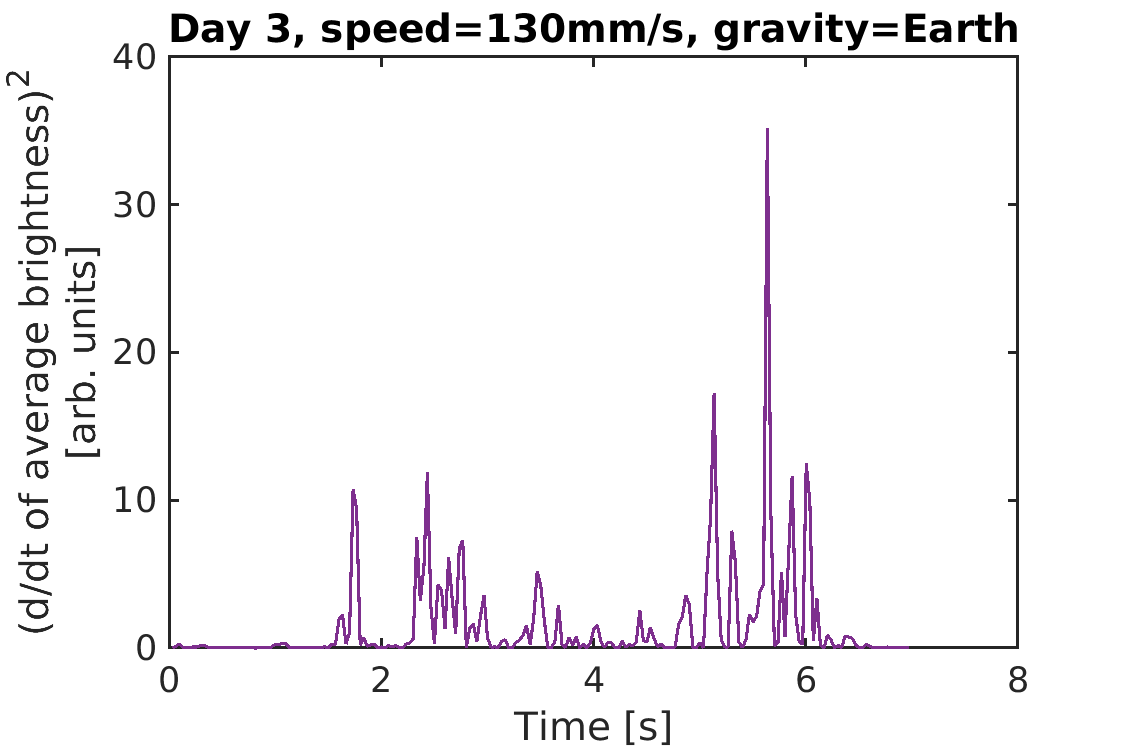 Day 3, speed=130mm/s, gravity=Earth
(d/dt of average brightness)²
[arb. units]
40
30
20
10
0
0 2 4 6 8
Time [s]